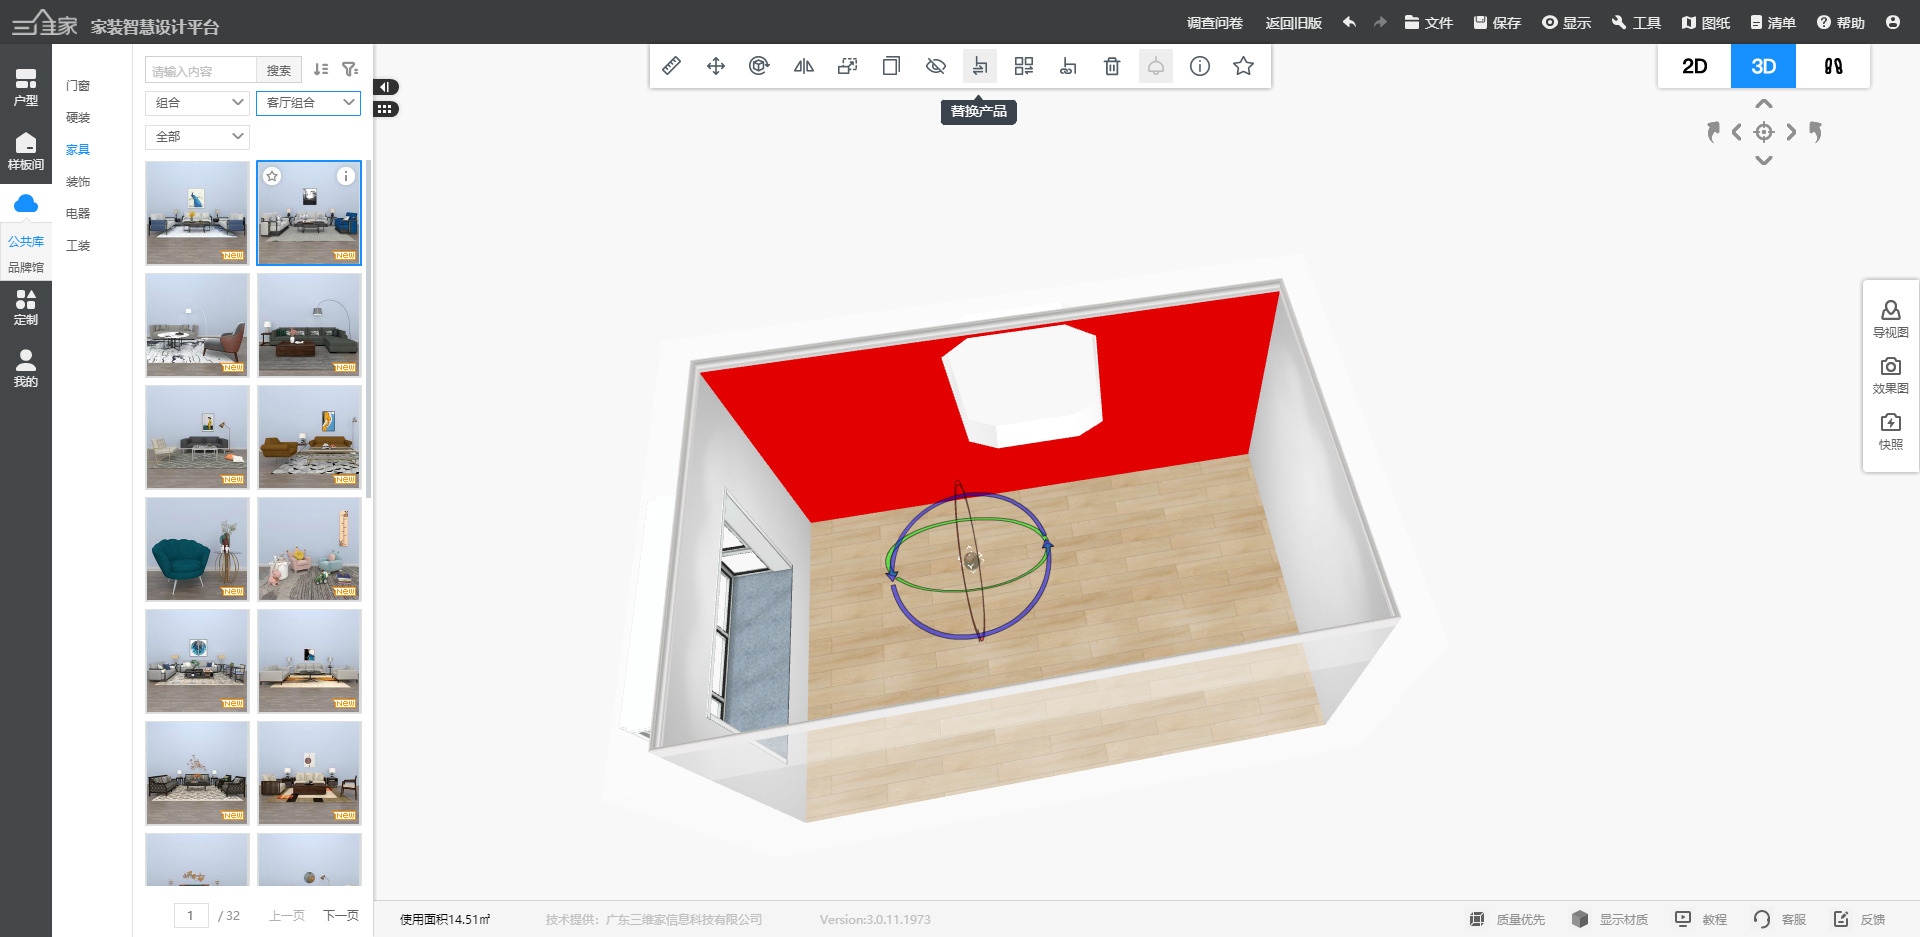 三维家 家装智慧设计平台
调查问卷 返回旧版 文件 保存 显示 工具 图纸 清单 帮助
户型
样板间
公共库
品牌馆
定制
我的
门窗
硬装
家具
装饰
电器
工装
请输入内容 搜索
组合 客厅组合
全部
New New
New New
New New
New New
New New
New New
1 / 32 上一页 下一页
替换产品
2D 3D
导视图
效果图
快照
使用面积14.51㎡ 技术提供：广东三维家信息科技有限公司 Version:3.0.11.1973
质量优先 显示材质 教程 客服 反馈